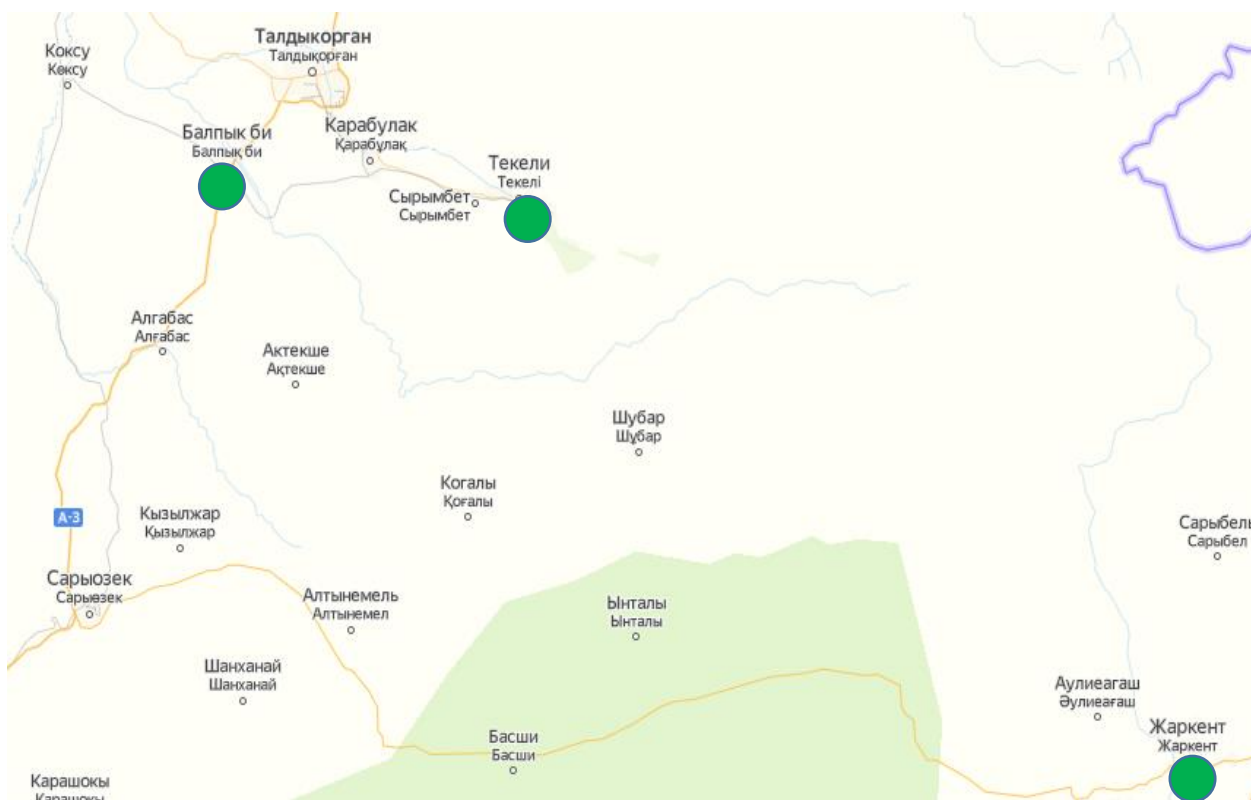 Талдыкорган
Талдықорған
Коксу
Көксу
Балпык би
Балпық би
Карабулак
Қарабұлақ
Текели
Текелі
Сырымбет
Сырымбет
Алгабас
Алғабас
Актекше
Ақтекше
Шубар
Шұбар
Когалы
Қоғалы
А-3
Кызылжар
Қызылжар
Сарыбель
Сарыбел
Сарыозек
Сарыөзек
Алтынемель
Алтынемел
Ынталы
Ынталы
Шанханай
Шанханай
Аулиеагаш
Әулиеағаш
Басши
Басши
Жаркент
Жаркент
Карашокы
Карашокы